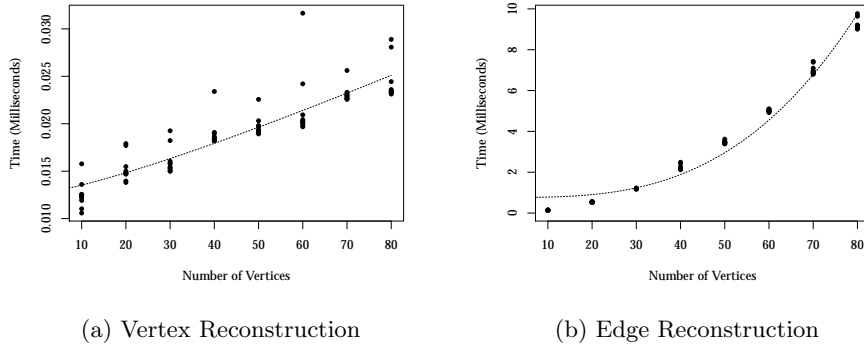 Time (Milliseconds)
0.030
0.025
0.020
0.015
0.010
10 20 30 40 50 60 70 80
Number of Vertices
(a) Vertex Reconstruction
Time (Milliseconds)
10
8
6
4
2
0
10 20 30 40 50 60 70 80
Number of Vertices
(b) Edge Reconstruction